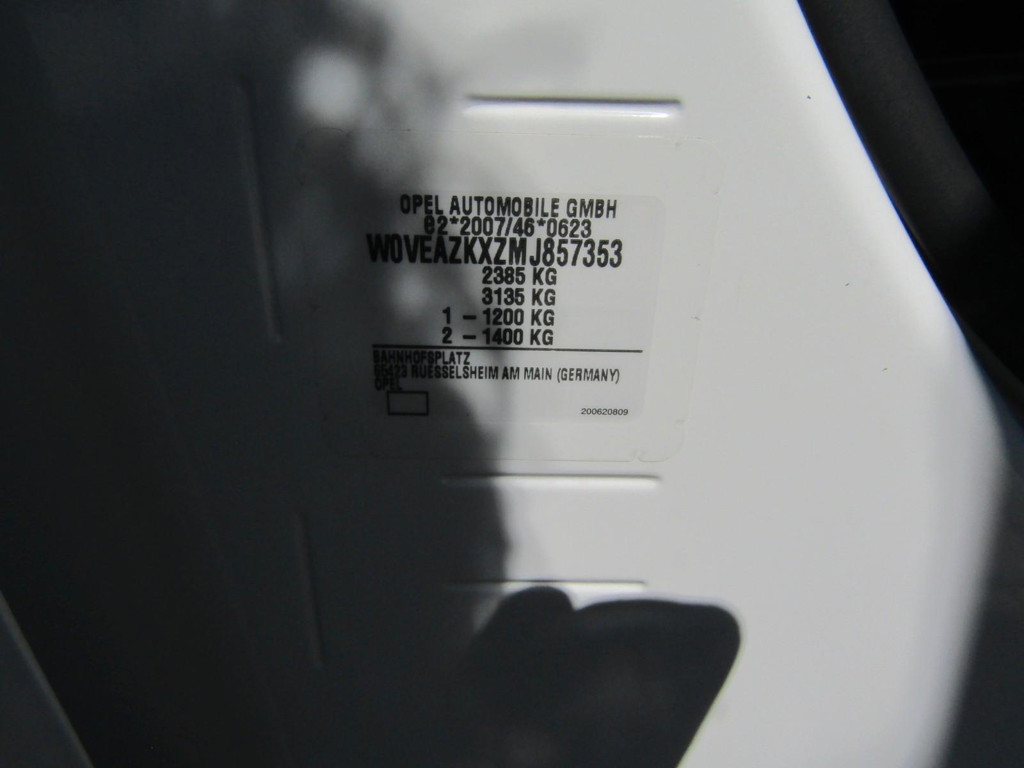 OPEL AUTOMOBILE GMBH
e2*2007/46*0623
W0VEAZKXZMJ857353
2385 KG
3135 KG
1 - 1200 KG
2 - 1400 KG
BAHNHOFSPLATZ
65423 RUESSELSHEIM AM MAIN (GERMANY)
OPEL
200620809